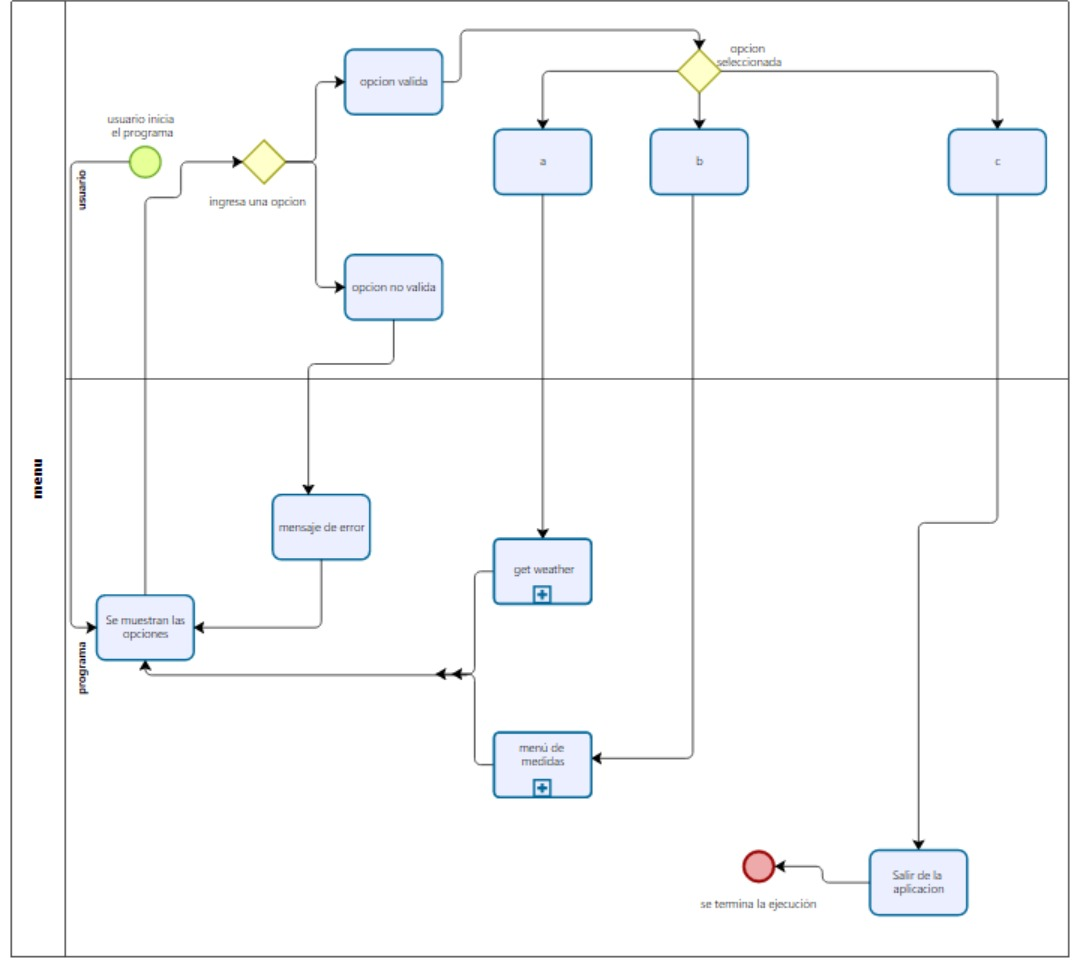 menu
usuario
usuario inicia
el programa
ingresa una opcion
opcion valida
opcion no valida
opcion
seleccionada
a
b
c
programa
Se muestran las
opciones
mensaje de error
get weather
menú de
medidas
Salir de la
aplicacion
se termina la ejecución